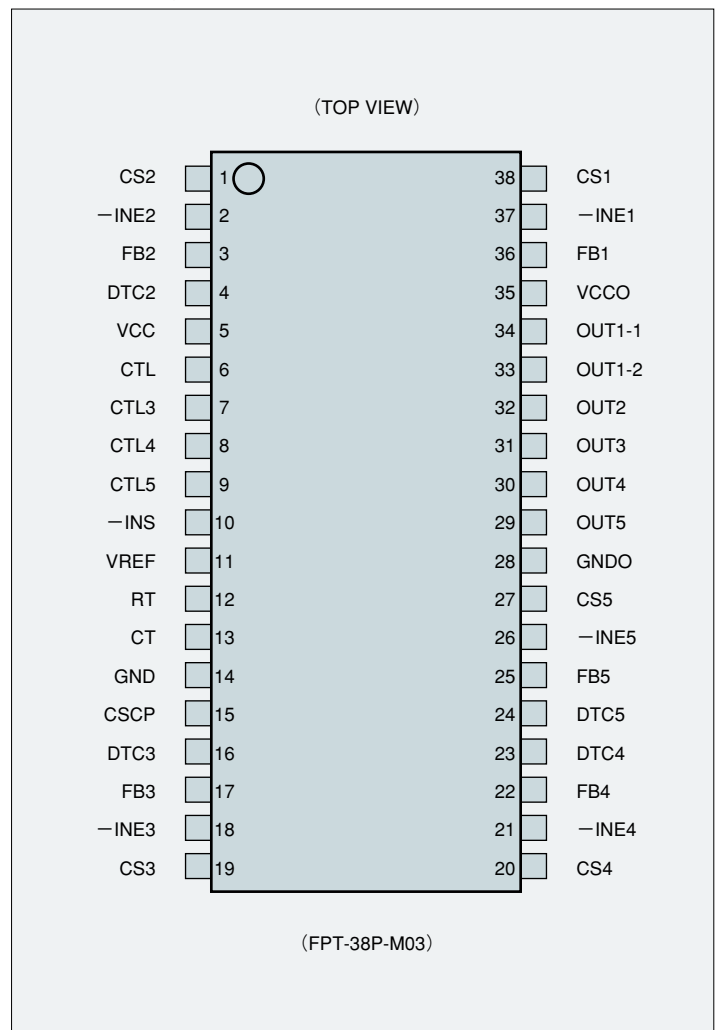 （TOP VIEW）
CS2 1 38 CS1
－INE2 2 37 －INE1
FB2 3 36 FB1
DTC2 4 35 VCCO
VCC 5 34 OUT1-1
CTL 6 33 OUT1-2
CTL3 7 32 OUT2
CTL4 8 31 OUT3
CTL5 9 30 OUT4
－INS 10 29 OUT5
VREF 11 28 GNDO
RT 12 27 CS5
CT 13 26 －INE5
GND 14 25 FB5
CSCP 15 24 DTC5
DTC3 16 23 DTC4
FB3 17 22 FB4
－INE3 18 21 －INE4
CS3 19 20 CS4
（FPT-38P-M03）